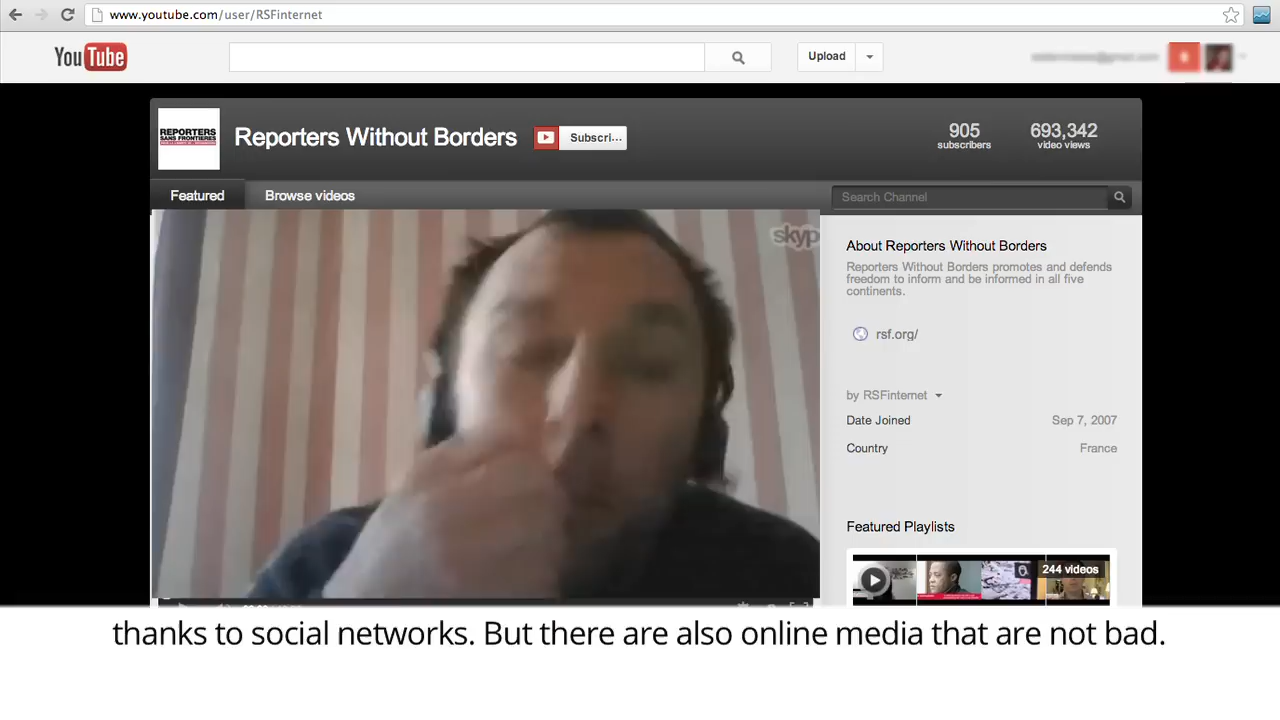 www.youtube.com/user/RSFinternet
YouTube
Upload
REPORTERS
SANS FRONTIERES
Reporters Without Borders
Subscri...
905
subscribers
693,342
video views
Featured
Browse videos
Search Channel
skyp
About Reporters Without Borders
Reporters Without Borders promotes and defends
freedom to inform and be informed in all five
continents.
rsf.org/
by RSFinternet
Date Joined
Sep 7, 2007
Country
France
Featured Playlists
244 videos
thanks to social networks. But there are also online media that are not bad.